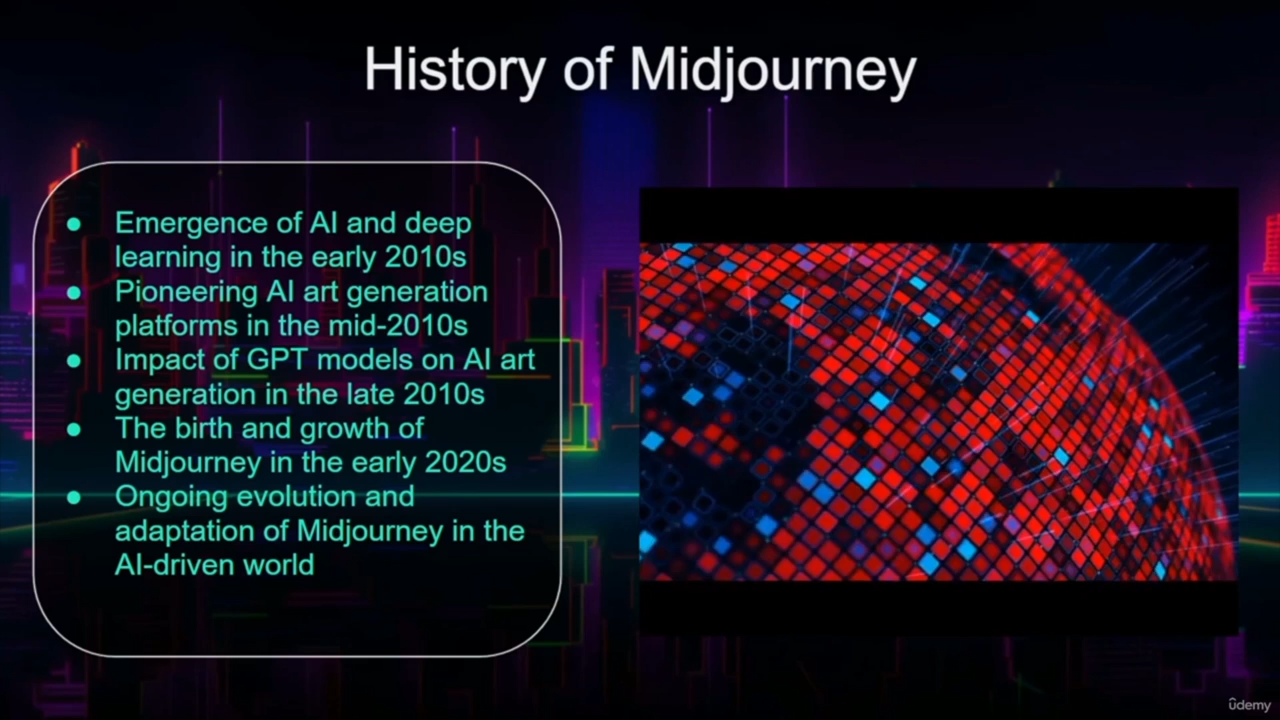 History of Midjourney
● Emergence of AI and deep
learning in the early 2010s
● Pioneering AI art generation
platforms in the mid-2010s
● Impact of GPT models on AI art
generation in the late 2010s
● The birth and growth of
Midjourney in the early 2020s
● Ongoing evolution and
adaptation of Midjourney in the
AI-driven world
ûdemy